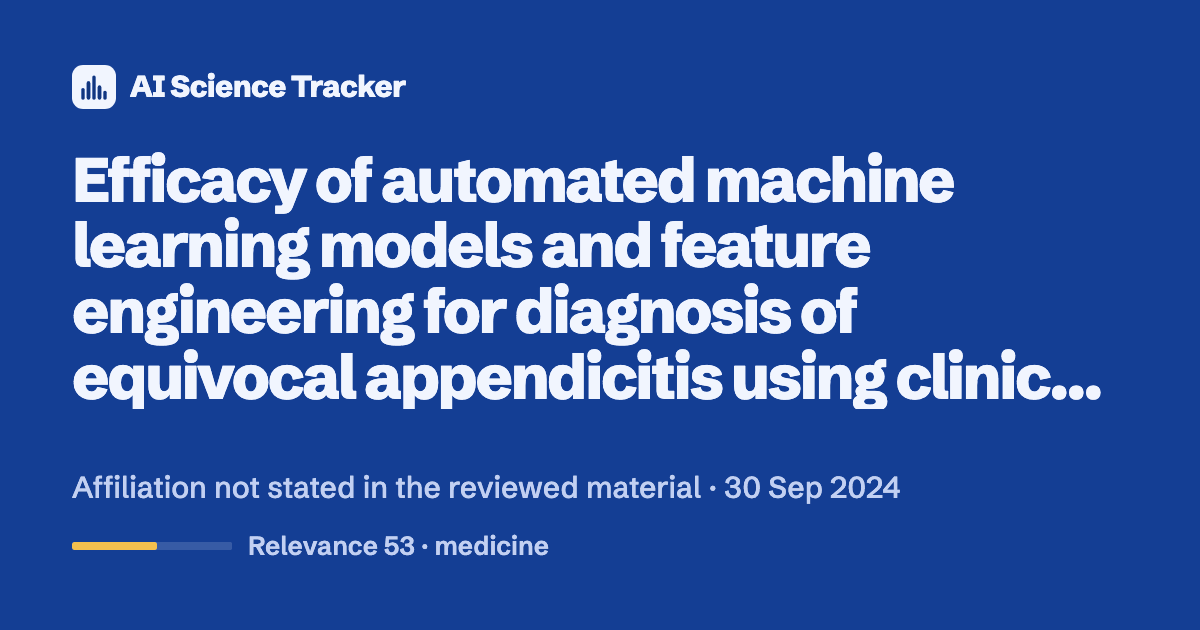 AI Science Tracker
Efficacy of automated machine
learning models and feature
engineering for diagnosis of
equivocal appendicitis using clinic...
Affiliation not stated in the reviewed material · 30 Sep 2024
Relevance 53 · medicine